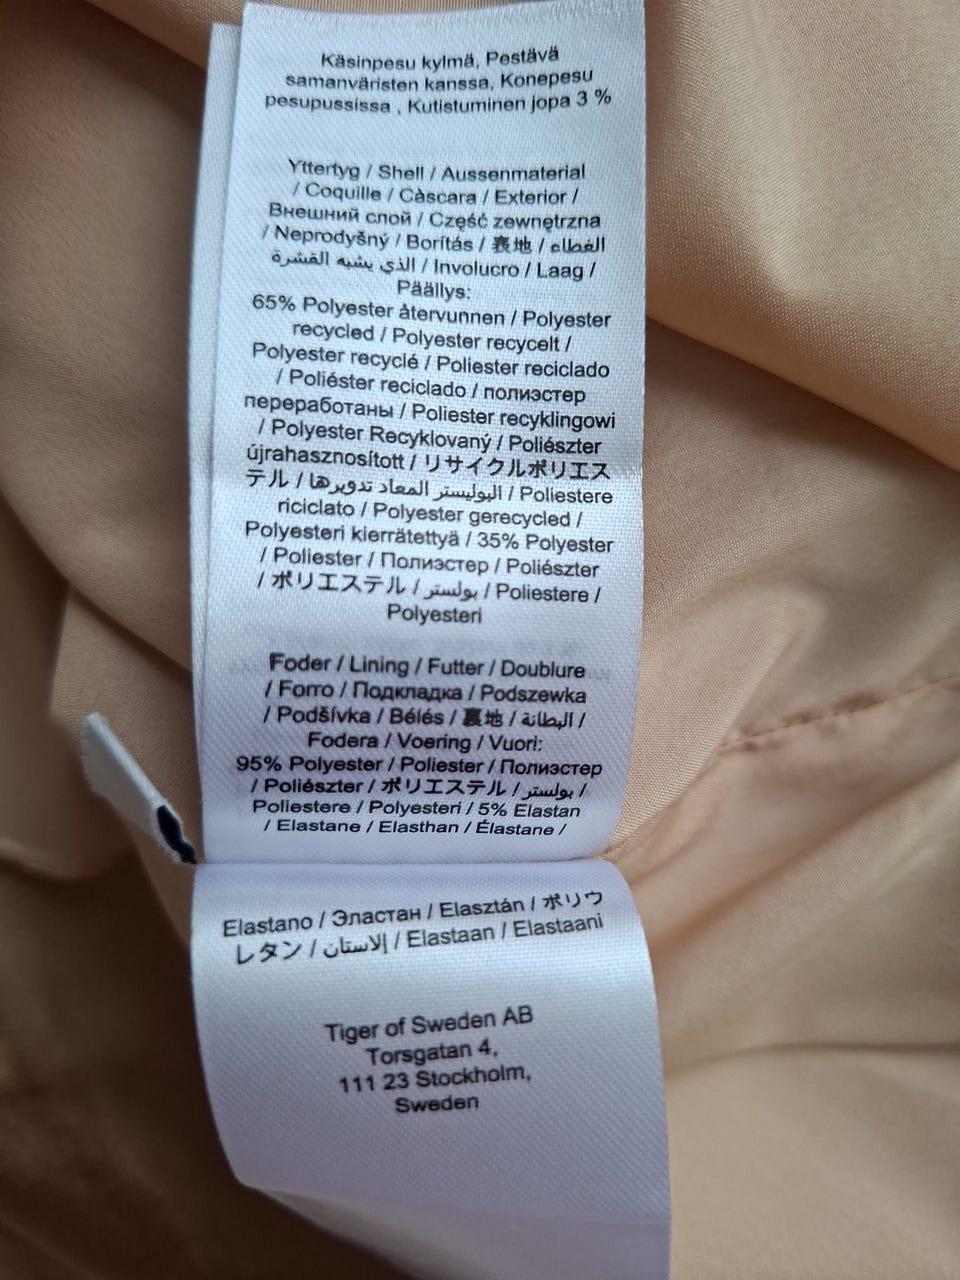 Käsinpesu kylmä, Pestävä
samanväristen kanssa, Konepesu
pesupussissa , Kutistuminen jopa 3 %
Yttertyg / Shell / Aussenmaterial
/ Coquille / Càscara / Exterior /
Внешний слой / Część zewnętrzna
/ Neprodyšný / Borítás / 表地 / الغطاء
الذي يشبه القشرة / Involucro / Laag /
Päällys:
65% Polyester återvunnen / Polyester
recycled / Polyester recycelt /
Polyester recyclé / Poliester reciclado
/ Poliéster reciclado / полиэстер
переработаны / Poliester recyklingowi
/ Polyester Recyklovaný / Poliészter
újrahasznosított / リサイクルポリエス
テル / البوليستر المعاد تدويرها / Poliestere
riciclato / Polyester gerecycled /
Polyesteri kierrätettyä / 35% Polyester
/ Poliester / Полиэстер / Poliészter
/ ポリエステル / بولستر / Poliestere /
Polyesteri
Foder / Lining / Futter / Doublure
/ Forro / Подкладка / Podszewka
/ Podšívka / Bélés / 裏地 / البطانة /
Fodera / Voering / Vuori:
95% Polyester / Poliester / Полиэстер
/ Poliészter / ポリエステル / بولستر /
Poliestere / Polyesteri / 5% Elastan
/ Elastane / Elasthan / Élastane /
Elastano / Эластан / Elasztán / ポリウ
レタン / إلاستان / Elastaan / Elastaani
Tiger of Sweden AB
Torsgatan 4,
111 23 Stockholm,
Sweden